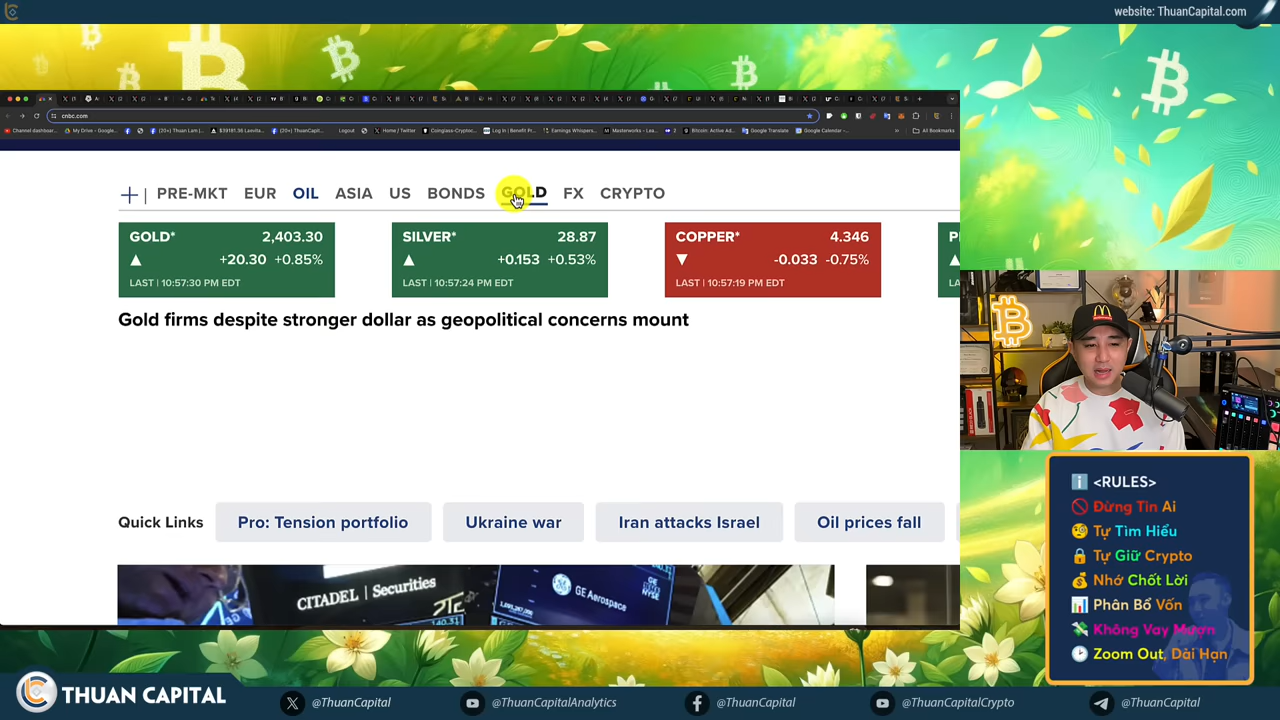 website: ThuanCapital.com
cnbc.com
PRE-MKT EUR OIL ASIA US BONDS GOLD FX CRYPTO
GOLD* 2,403.30
+20.30 +0.85%
LAST | 10:57:30 PM EDT
SILVER* 28.87
+0.153 +0.53%
LAST | 10:57:24 PM EDT
COPPER* 4.346
-0.033 -0.75%
LAST | 10:57:19 PM EDT
Gold firms despite stronger dollar as geopolitical concerns mount
Quick Links Pro: Tension portfolio Ukraine war Iran attacks Israel Oil prices fall
CITADEL | Securities
GE Aerospace
<RULES>
Đừng Tin Ai
Tự Tìm Hiểu
Tự Giữ Crypto
Nhớ Chốt Lời
Phân Bổ Vốn
Không Vay Mượn
Zoom Out, Dài Hạn
THUAN CAPITAL
@ThuanCapital
@ThuanCapitalAnalytics
@ThuanCapital
@ThuanCapitalCrypto
@ThuanCapital